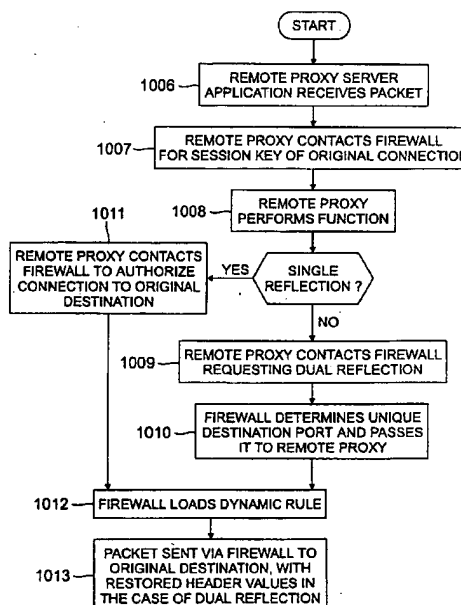 START
1006
REMOTE PROXY SERVER
APPLICATION RECEIVES PACKET
1007
REMOTE PROXY CONTACTS FIREWALL
FOR SESSION KEY OF ORIGINAL CONNECTION
1008
REMOTE PROXY
PERFORMS FUNCTION
1011
REMOTE PROXY CONTACTS
FIREWALL TO AUTHORIZE
CONNECTION TO ORIGINAL
DESTINATION
YES
SINGLE
REFLECTION ?
NO
1009
REMOTE PROXY CONTACTS FIREWALL
REQUESTING DUAL REFLECTION
1010
FIREWALL DETERMINES UNIQUE
DESTINATION PORT AND PASSES
IT TO REMOTE PROXY
1012
FIREWALL LOADS DYNAMIC RULE
1013
PACKET SENT VIA FIREWALL TO
ORIGINAL DESTINATION, WITH
RESTORED HEADER VALUES IN
THE CASE OF DUAL REFLECTION